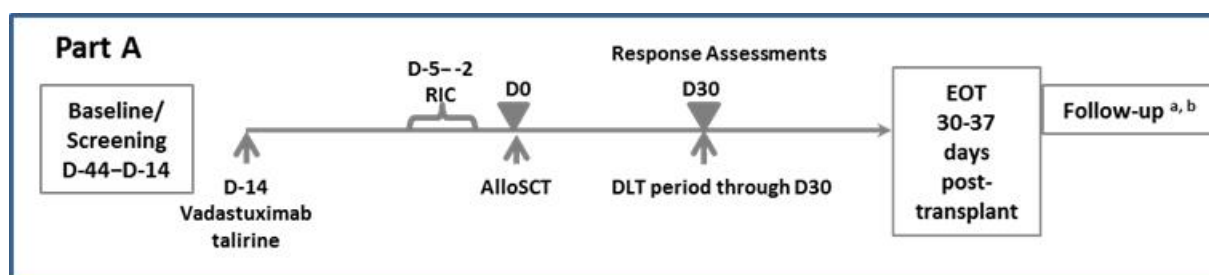 Part A
Baseline/
Screening
D-44–D-14
D-14
Vadastuximab
talirine
D-5– -2
RIC
D0
AlloSCT
Response Assessments
D30
DLT period through D30
EOT
30-37
days
post-
transplant
Follow-up a, b